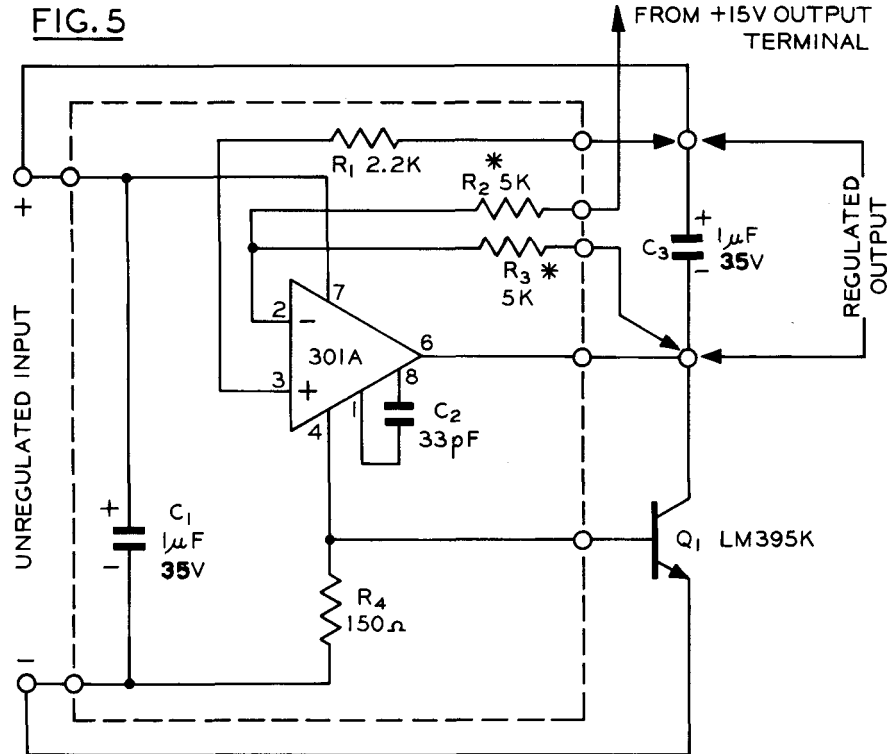 FIG. 5
FROM +15V OUTPUT
TERMINAL
R1 2.2K
*
R2 5K
R3 *
5K
+
C3 1µF
- 35V
REGULATED
OUTPUT
+
UNREGULATED INPUT
7
2 -
301A
6
3 +
8
4
1
C2
33pF
+
C1
1µF
- 35V
Q1 LM395K
R4
150Ω
-